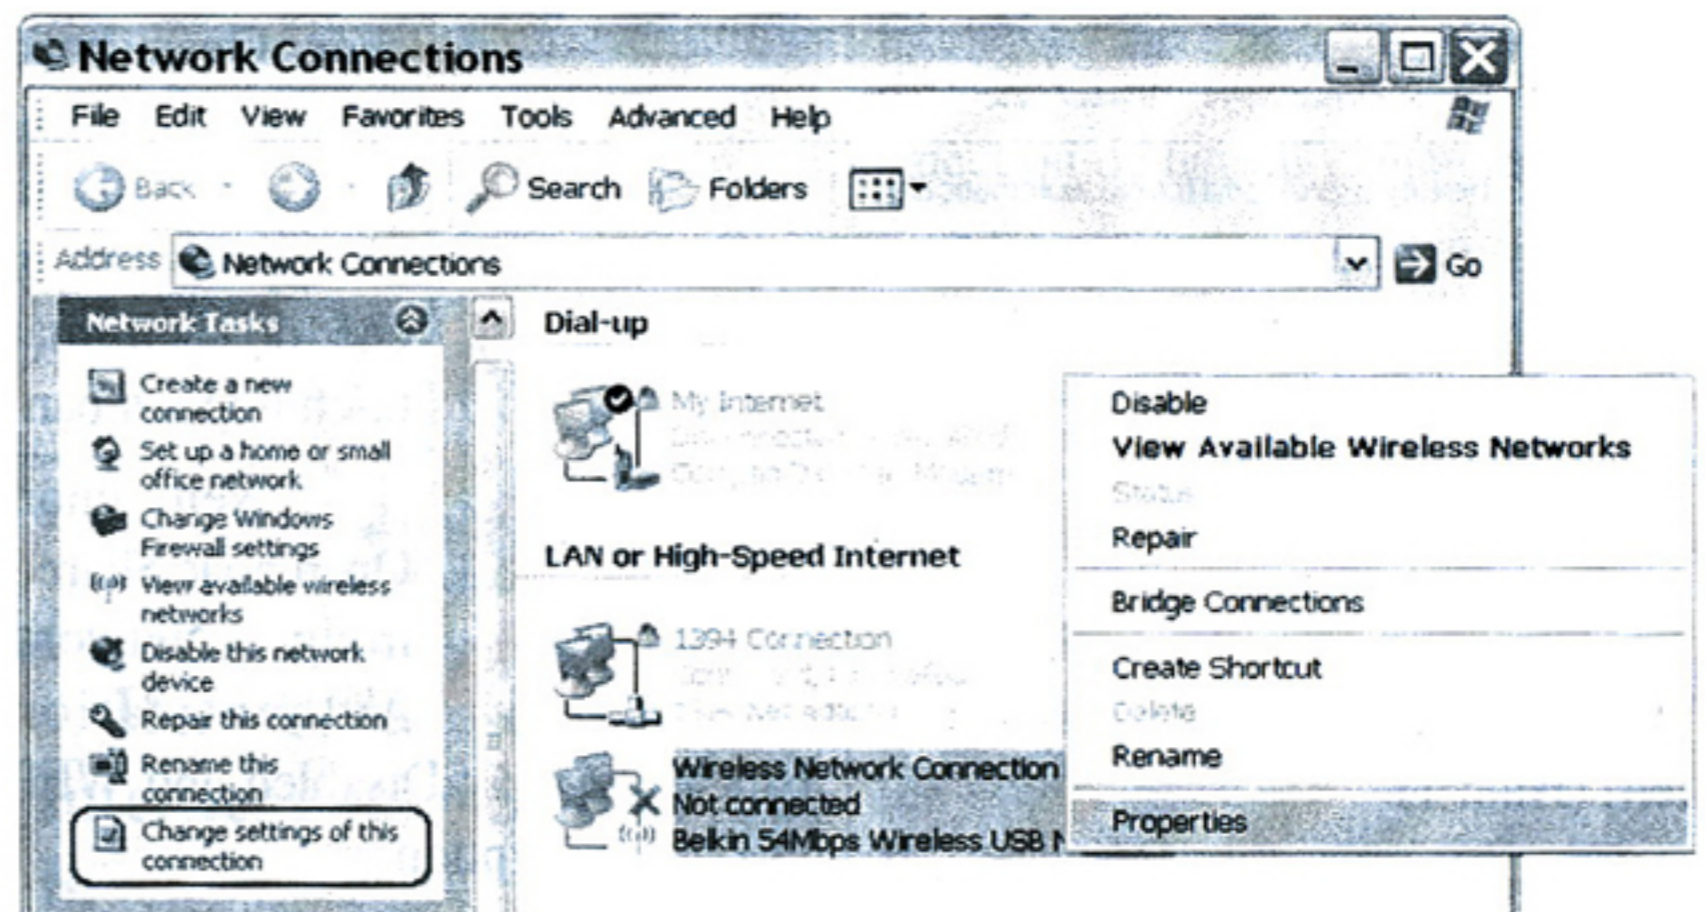 Network Connections
File Edit View Favorites Tools Advanced Help
Back Search Folders
Address Network Connections Go
Network Tasks
Create a new
connection
Set up a home or small
office network
Change Windows
Firewall settings
View available wireless
networks
Disable this network
device
Repair this connection
Rename this
connection
Change settings of this
connection
Dial-up
My Internet
LAN or High-Speed Internet
1394 Connection
Wireless Network Connection
Not connected
Belkin 54Mbps Wireless USB N
Disable
View Available Wireless Networks
Status
Repair
Bridge Connections
Create Shortcut
Delete
Rename
Properties